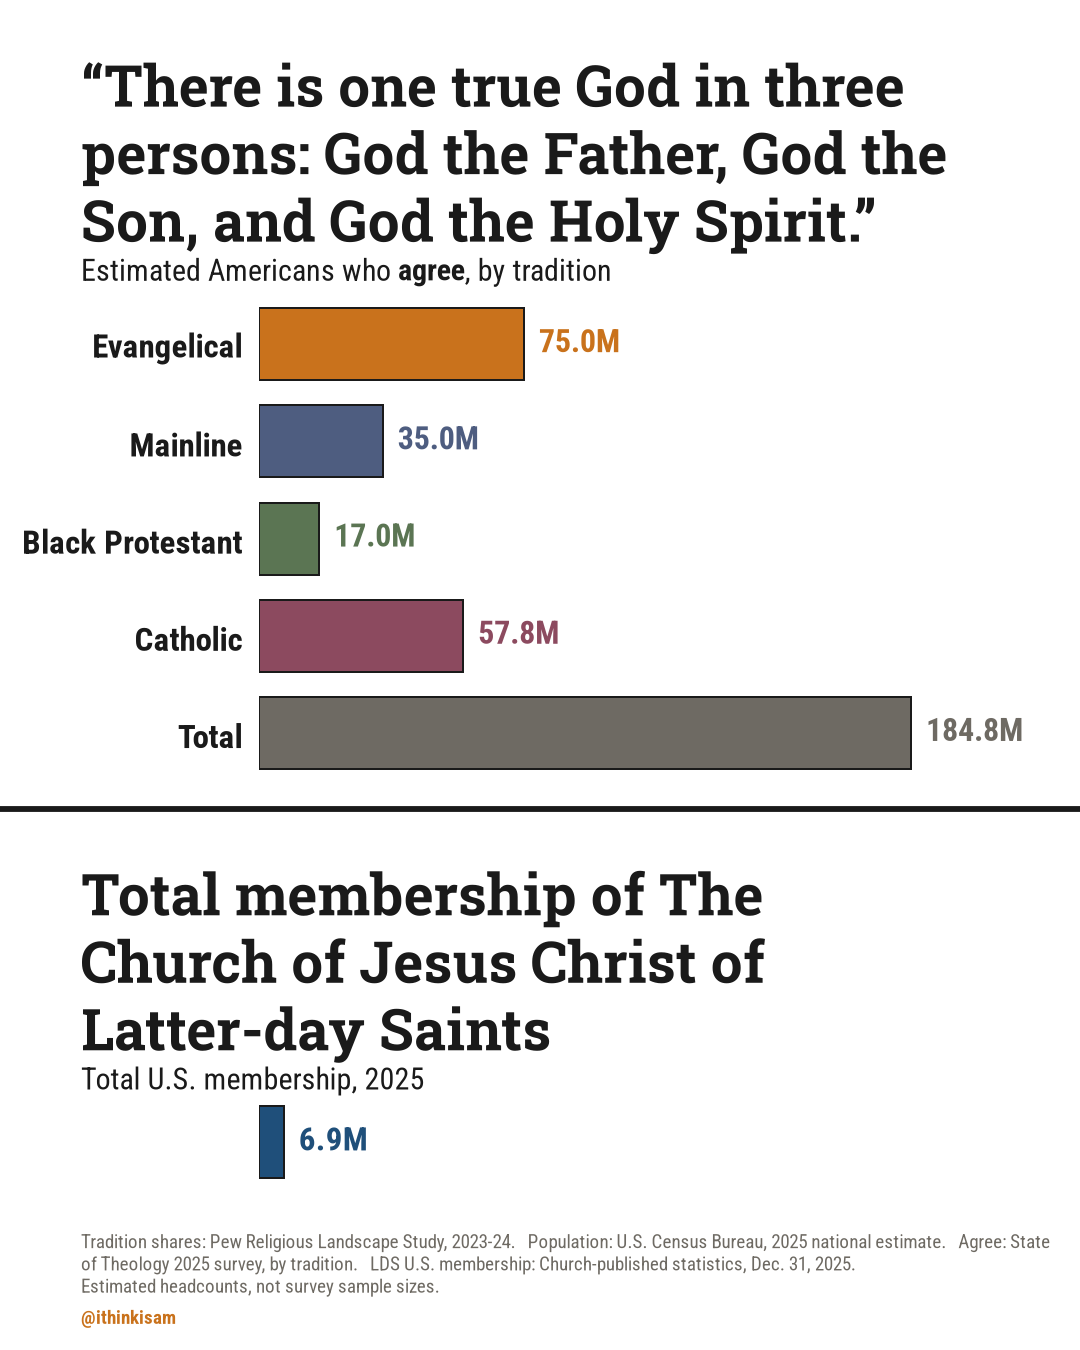 “There is one true God in three
persons: God the Father, God the
Son, and God the Holy Spirit.”
Estimated Americans who agree, by tradition
Evangelical 75.0M
Mainline 35.0M
Black Protestant 17.0M
Catholic 57.8M
Total 184.8M
Total membership of The
Church of Jesus Christ of
Latter-day Saints
Total U.S. membership, 2025
6.9M
Tradition shares: Pew Religious Landscape Study, 2023-24. Population: U.S. Census Bureau, 2025 national estimate. Agree: State
of Theology 2025 survey, by tradition. LDS U.S. membership: Church-published statistics, Dec. 31, 2025.
Estimated headcounts, not survey sample sizes.
@ithinkisam